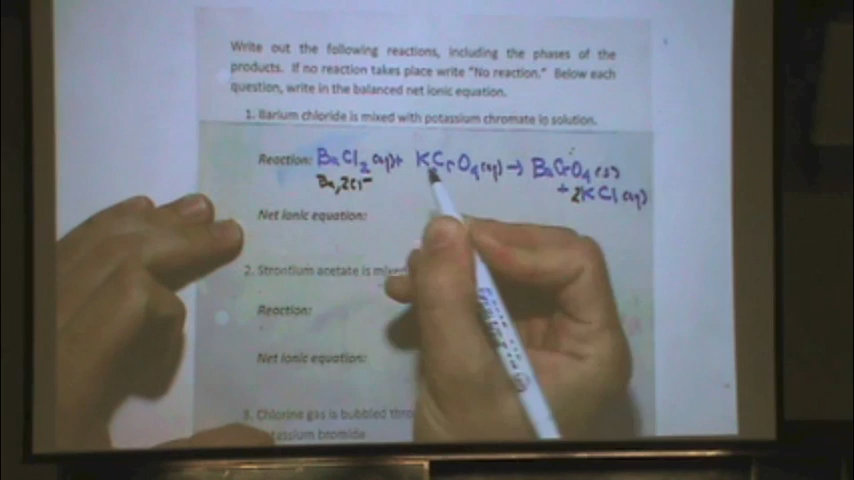 Write out the following reactions, including the phases of the
products. If no reaction takes place write "No reaction." Below each
question, write in the balanced net ionic equation.
1. Barium chloride is mixed with potassium chromate in solution.
Reaction: BaCl2 (aq) + KCrO4 (aq) → BaCrO4 (s)
+ 2KCl (aq)
Ba, 2Cl-
Net ionic equation:
2. Strontium acetate is mixe
Reaction:
Net ionic equation:
3. Chlorine gas is bubbled thro
potassium bromide